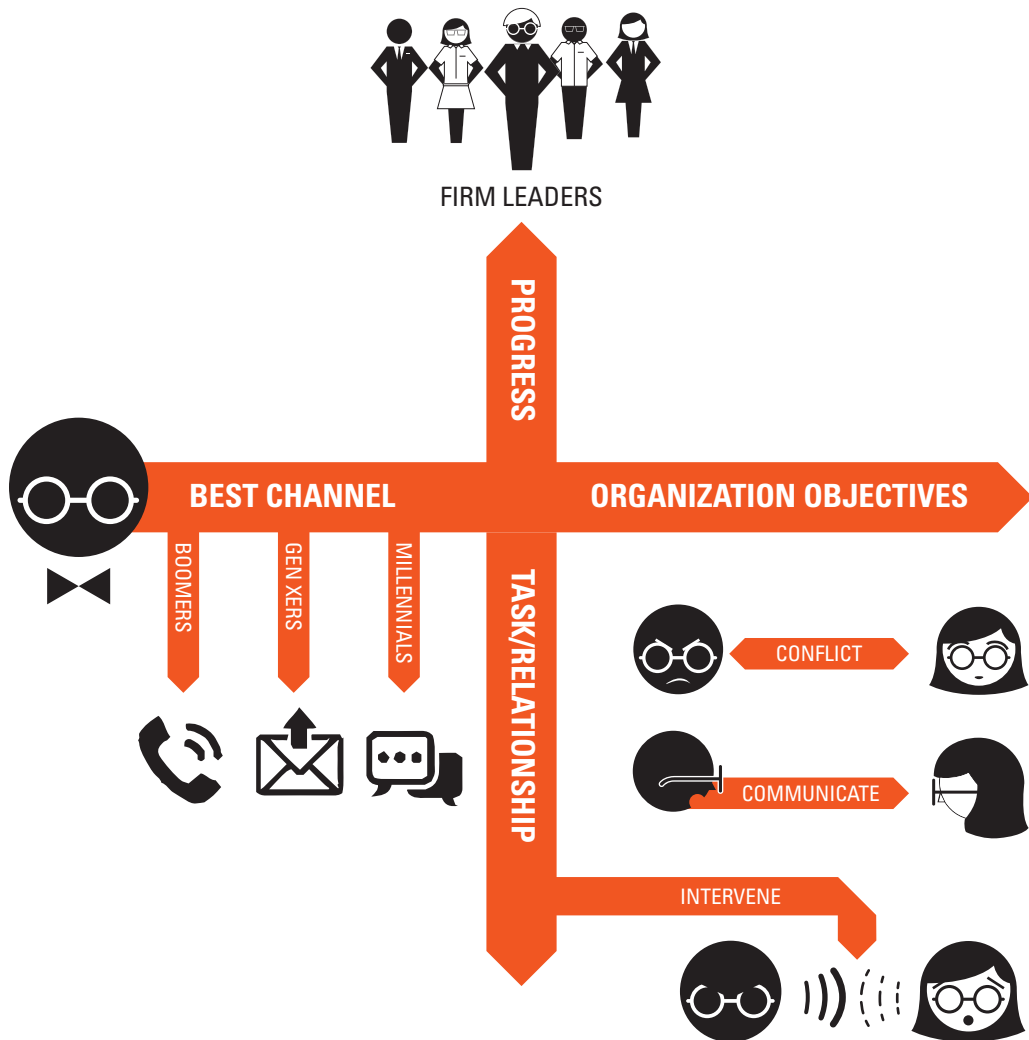 FIRM LEADERS
PROGRESS
BEST CHANNEL
ORGANIZATION OBJECTIVES
BOOMERS
GEN XERS
MILLENNIALS
TASK/RELATIONSHIP
CONFLICT
COMMUNICATE
INTERVENE